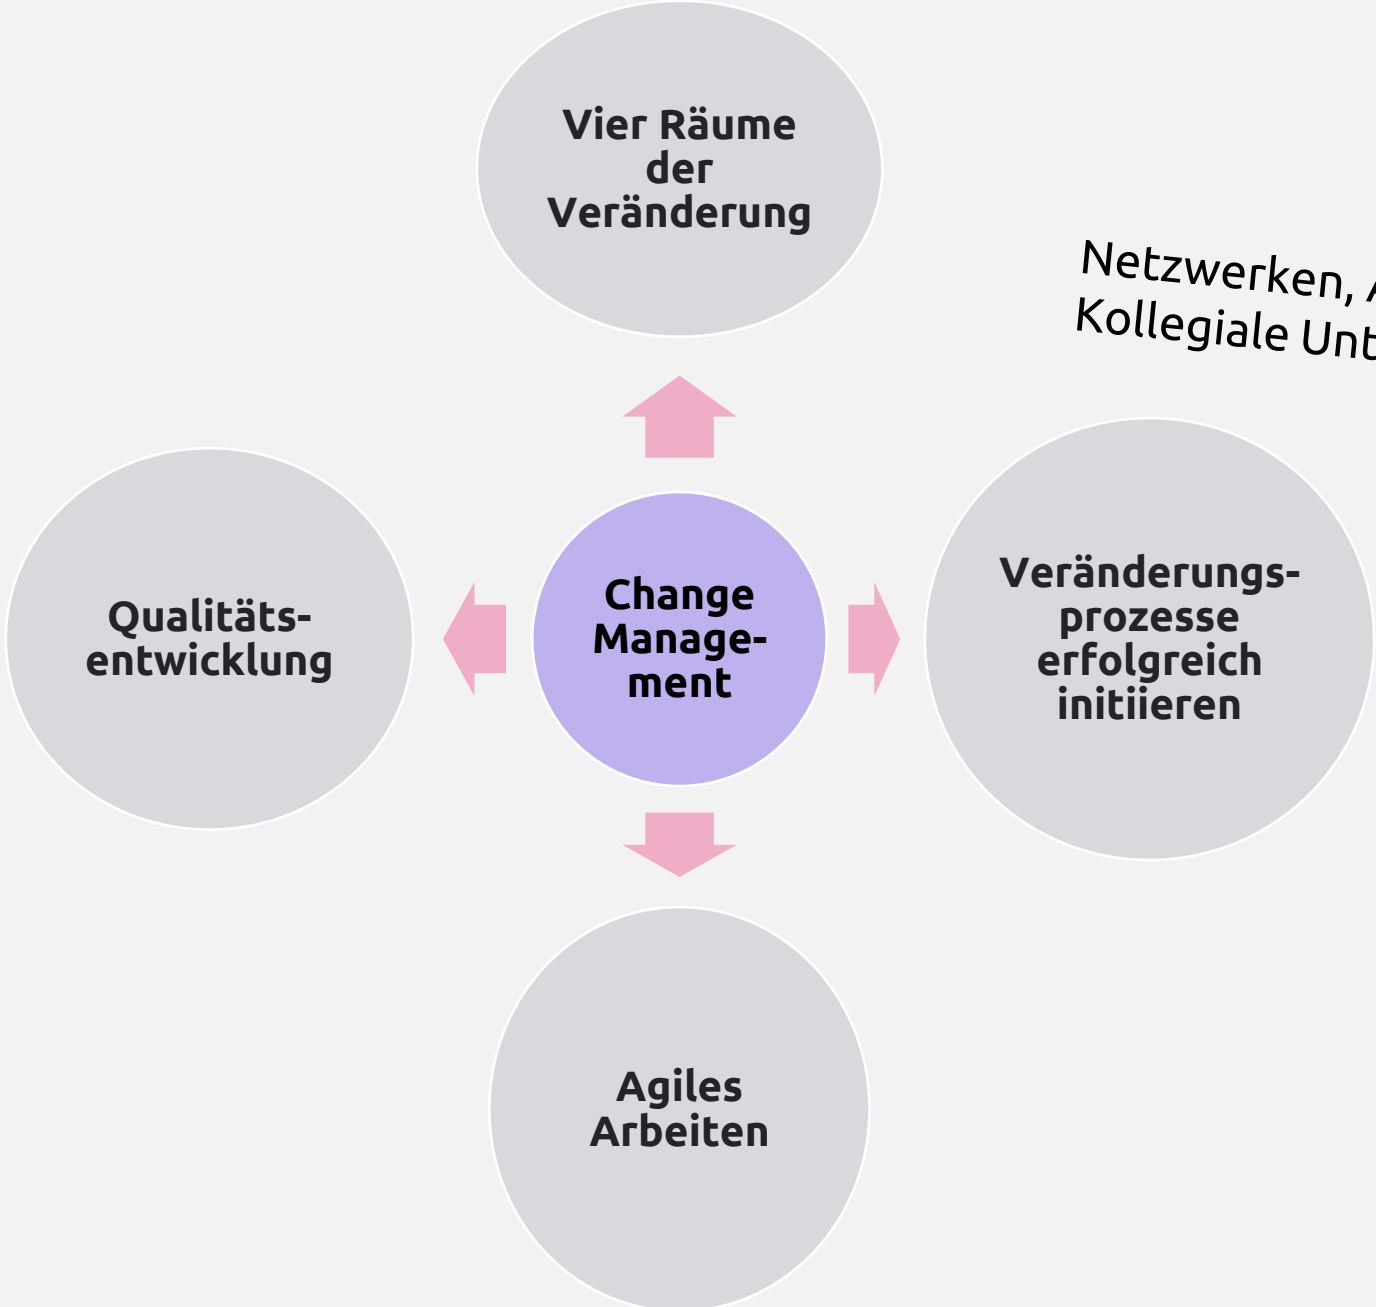 Vier Räume
der
Veränderung
Netzwerken,
Kollegiale
Qualitäts-
entwicklung
Change
Manage-
ment
Veränderungs-
prozesse
erfolgreich
initiieren
Agiles
Arbeiten